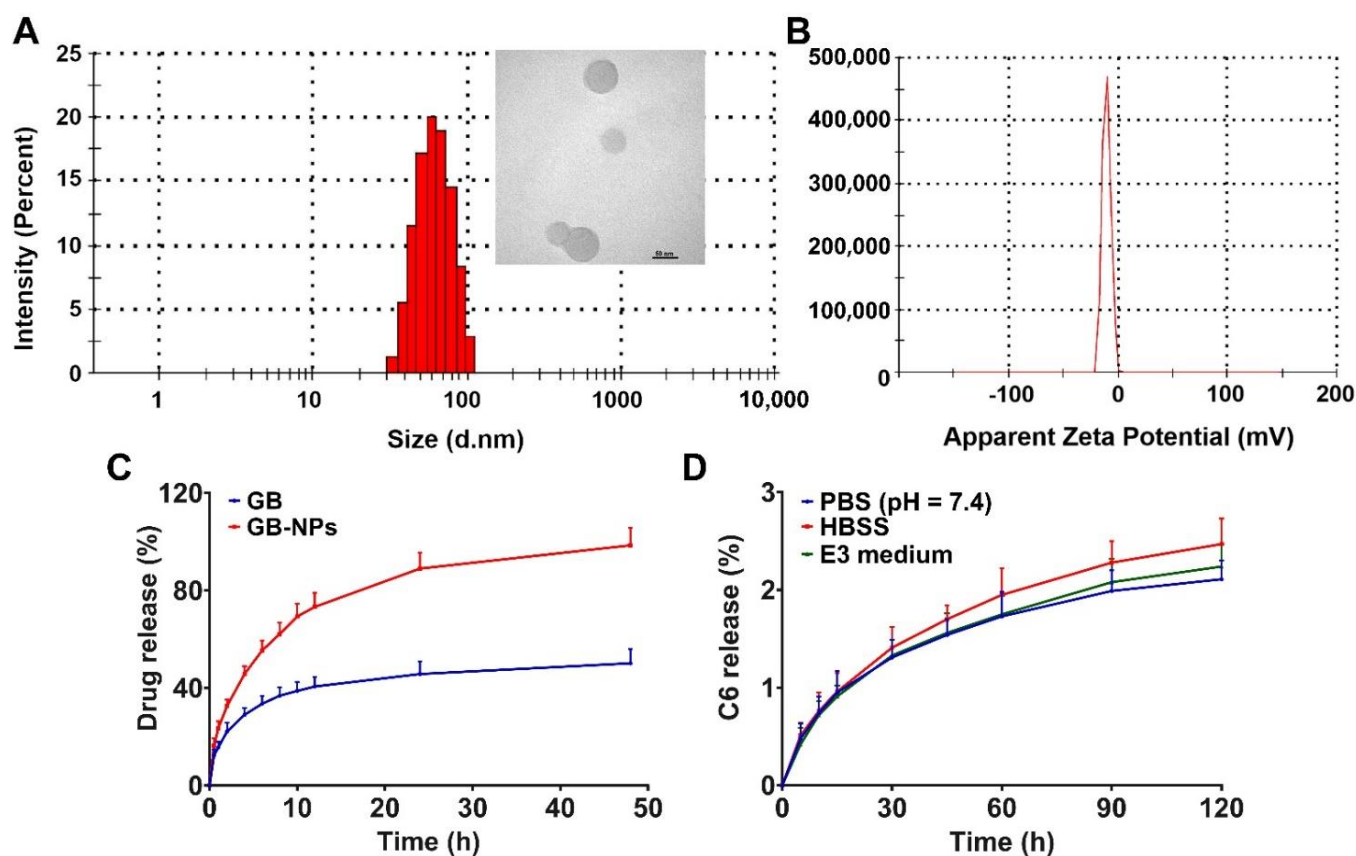 A
Intensity (Percent)
25
20
15
10
5
0
50 nm
1
10
100
1000
10,000
Size (d.nm)
B
500,000
400,000
300,000
200,000
100,000
0
-100
0
100
200
Apparent Zeta Potential (mV)
C
Drug release (%)
120
80
40
0
GB
GB-NPs
0
10
20
30
40
50
Time (h)
D
C6 release (%)
3
2
1
0
PBS (pH = 7.4)
HBSS
E3 medium
0
30
60
90
120
Time (h)